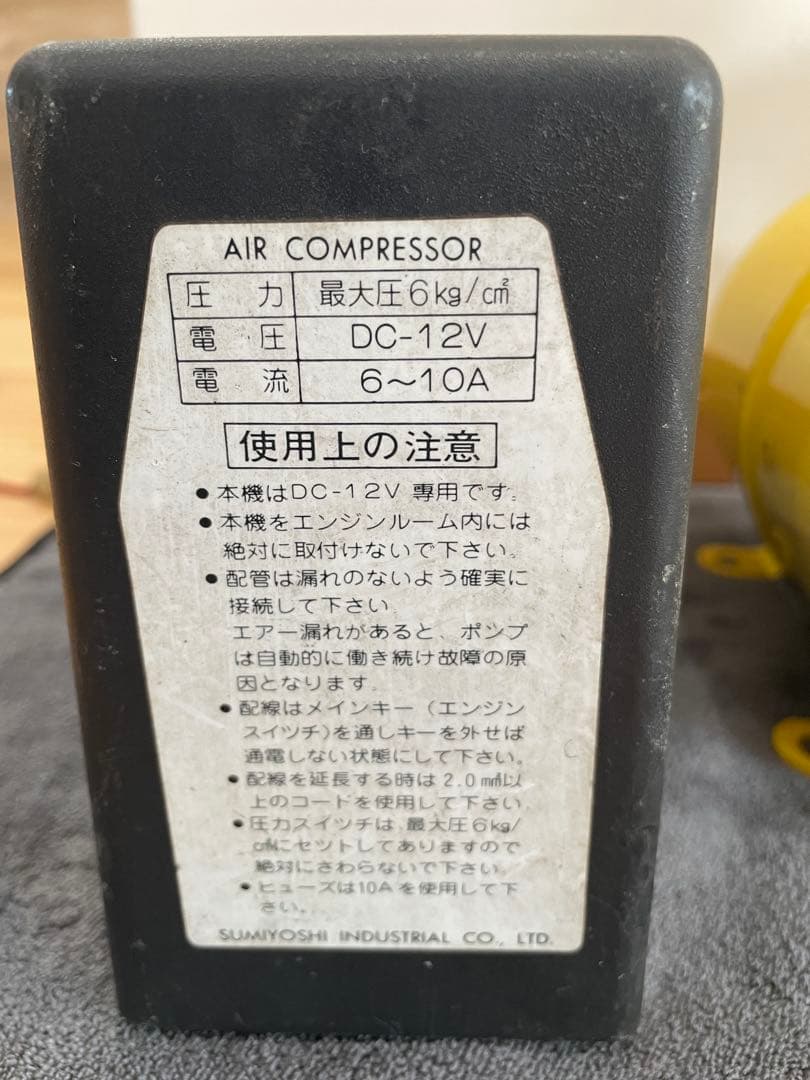 AIR COMPRESSOR
圧 力 最大圧6kg/c㎡
電 圧 DC-12V
電 流 6〜10A
使用上の注意
● 本機はDC-12V 専用です。
● 本機をエンジンルーム内には
絶対に取付けないで下さい。
● 配管は漏れのないよう確実に
接続して下さい.
エアー漏れがあると、ポンプ
は自動的に働き続け故障の原
因となります.
● 配線はメインキー(エンジン
スイツチ)を通しキーを外せば
通電しない状態にして下さい。
● 配線を延長する時は2.0m㎡以
上のコードを使用して下さい.
● 圧力スイツチは、最大圧6kg/
c㎡にセツトしてありますので
絶対にさわらないで下さい.
● ヒューズは10Aを使用して下
さい。
SUMIYOSHI INDUSTRIAL CO., LTD.